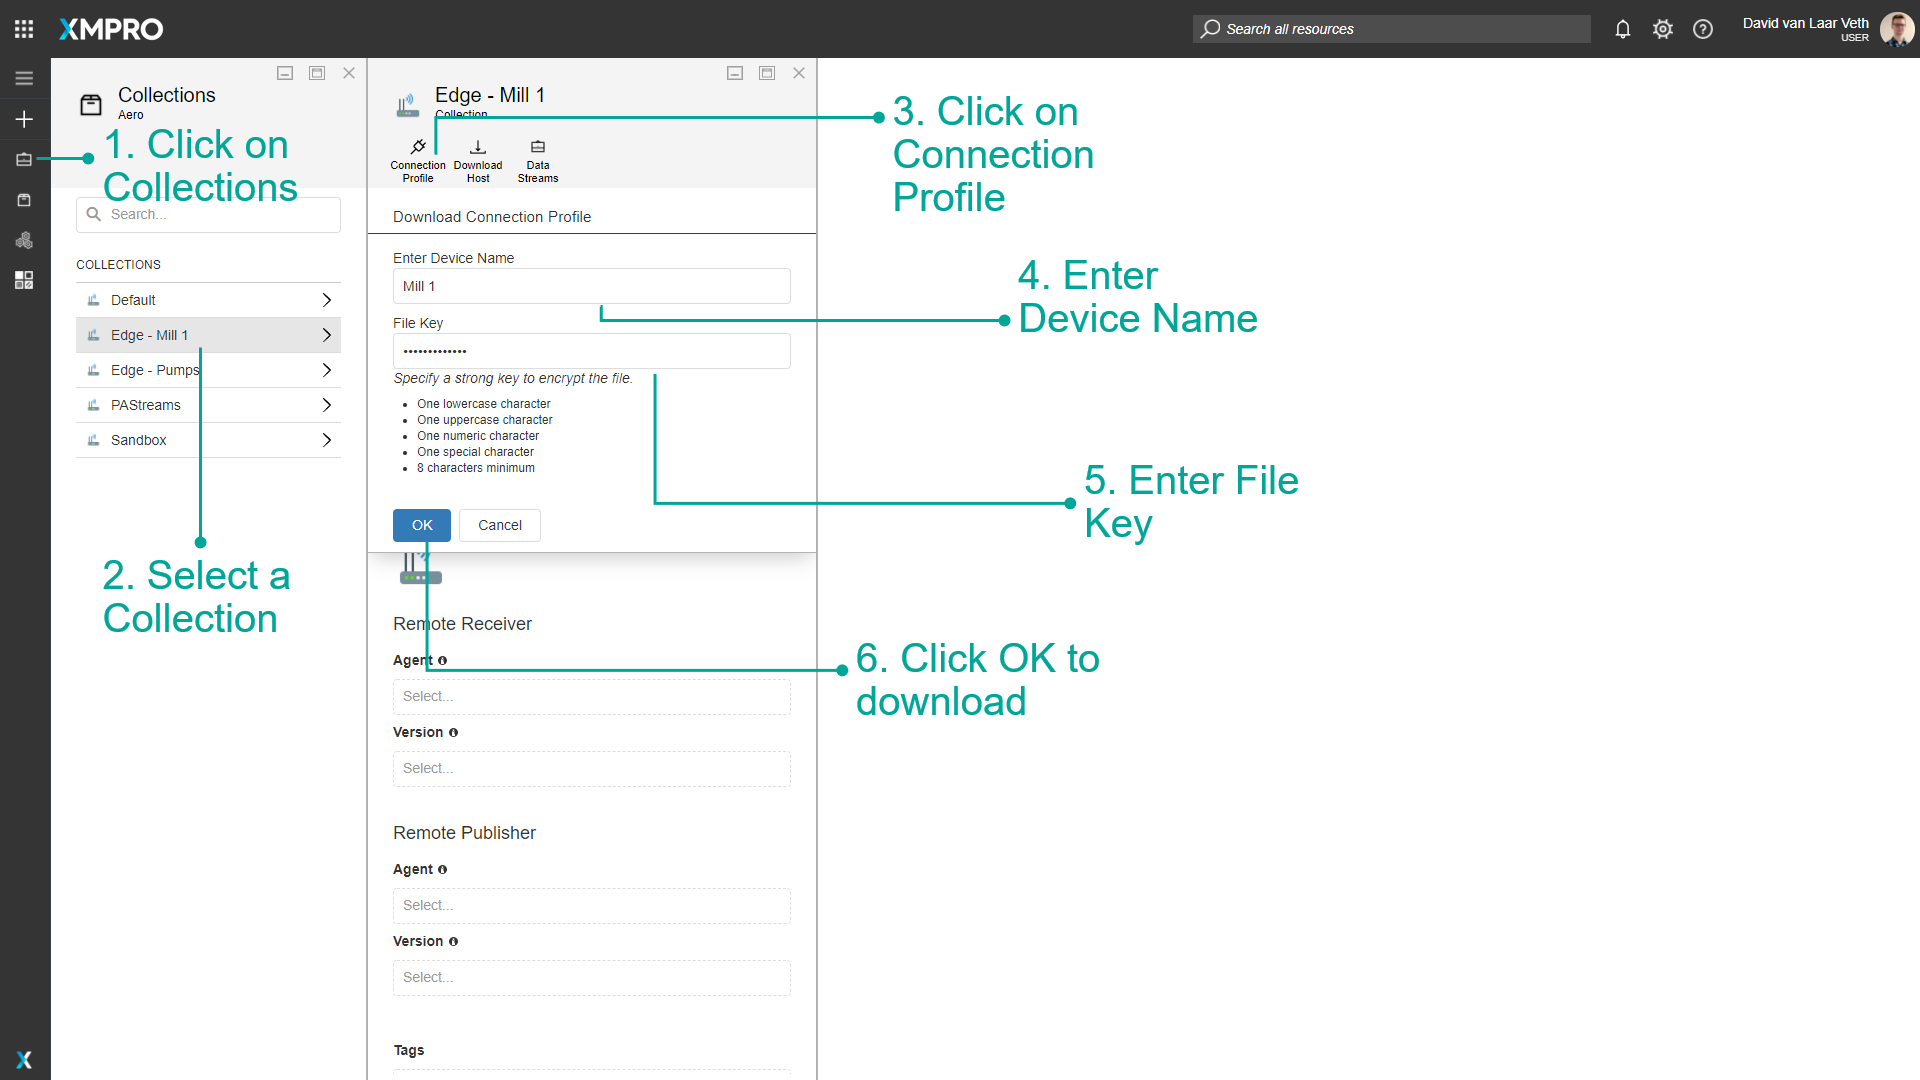 XMPRO
Search all resources
David van Laar Veth
USER
Collections
Aero
1. Click on
Collections
Search...
COLLECTIONS
Default
Edge - Mill 1
Edge - Pumps
PAStreams
Sandbox
2. Select a
Collection
Edge - Mill 1
Collection
Connection
Profile
Download
Host
Data
Streams
3. Click on
Connection
Profile
Download Connection Profile
Enter Device Name
Mill 1
4. Enter
Device Name
File Key
•••••••••••••
Specify a strong key to encrypt the file.
• One lowercase character
• One uppercase character
• One numeric character
• One special character
• 8 characters minimum
5. Enter File
Key
OK
Cancel
6. Click OK to
download
Remote Receiver
Agent
Select...
Version
Select...
Remote Publisher
Agent
Select...
Version
Select...
Tags
X